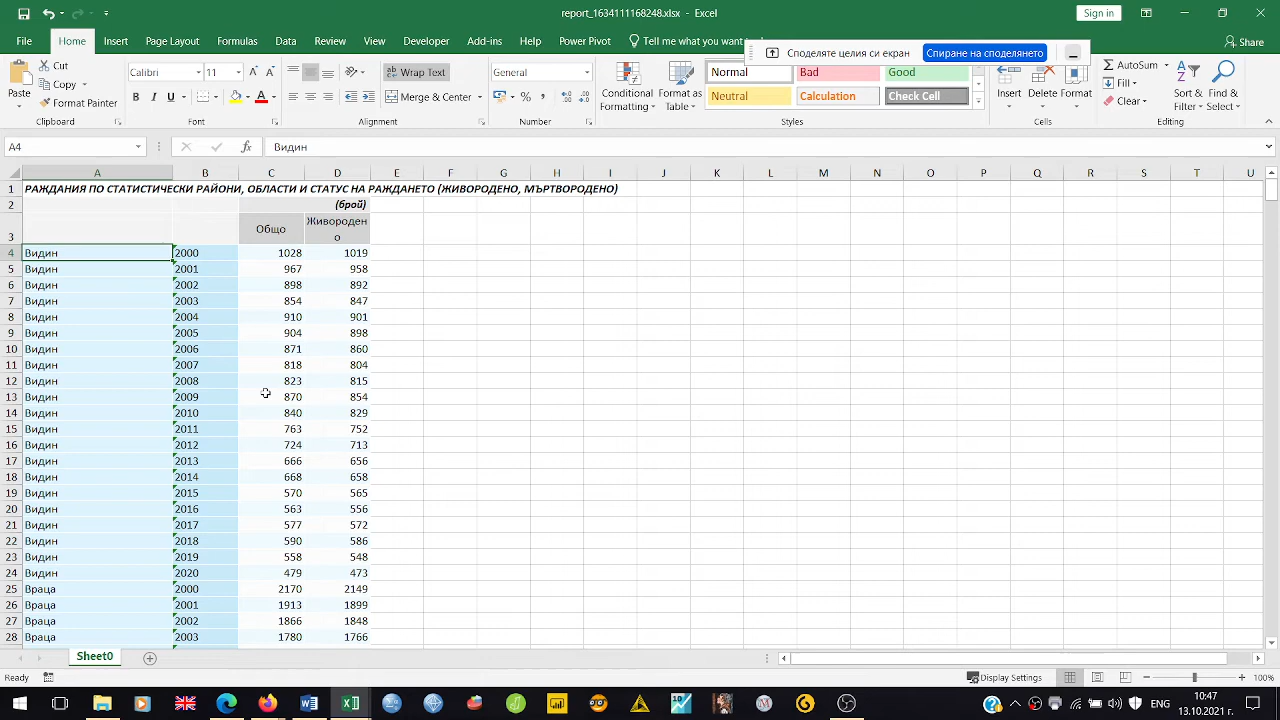 report_1634111168248.xlsx - Excel
Sign in
File Home Insert Page Layout Formulas Data Review View Developer Add-ins Help Power Pivot Tell me what you want Share
Споделяте целия си екран Спиране на споделянето
Paste Cut Copy Format Painter
Calibri 11 Wrap Text General
B I U Merge & Center
Conditional Formatting Format as Table
Normal Bad Good
Neutral Calculation Check Cell
Insert Delete Format
AutoSum Fill Clear
Sort & Filter Find & Select
Clipboard Font Alignment Number Styles Cells Editing
A4 fx Видин
A B C D E F G H I J K L M N O P Q R S T U
1 РАЖДАНИЯ ПО СТАТИСТИЧЕСКИ РАЙОНИ, ОБЛАСТИ И СТАТУС НА РАЖДАНЕТО (ЖИВОРОДЕНО, МЪРТВОРОДЕНО)
2 (брой)
3 Общо Живородено
4 Видин 2000 1028 1019
5 Видин 2001 967 958
6 Видин 2002 898 892
7 Видин 2003 854 847
8 Видин 2004 910 901
9 Видин 2005 904 898
10 Видин 2006 871 860
11 Видин 2007 818 804
12 Видин 2008 823 815
13 Видин 2009 870 854
14 Видин 2010 840 829
15 Видин 2011 763 752
16 Видин 2012 724 713
17 Видин 2013 666 656
18 Видин 2014 668 658
19 Видин 2015 570 565
20 Видин 2016 563 556
21 Видин 2017 577 572
22 Видин 2018 590 586
23 Видин 2019 558 548
24 Видин 2020 479 473
25 Враца 2000 2170 2149
26 Враца 2001 1913 1899
27 Враца 2002 1866 1848
28 Враца 2003 1780 1766
Sheet0
Ready Display Settings 100%
10:47
13.10.2021 г.